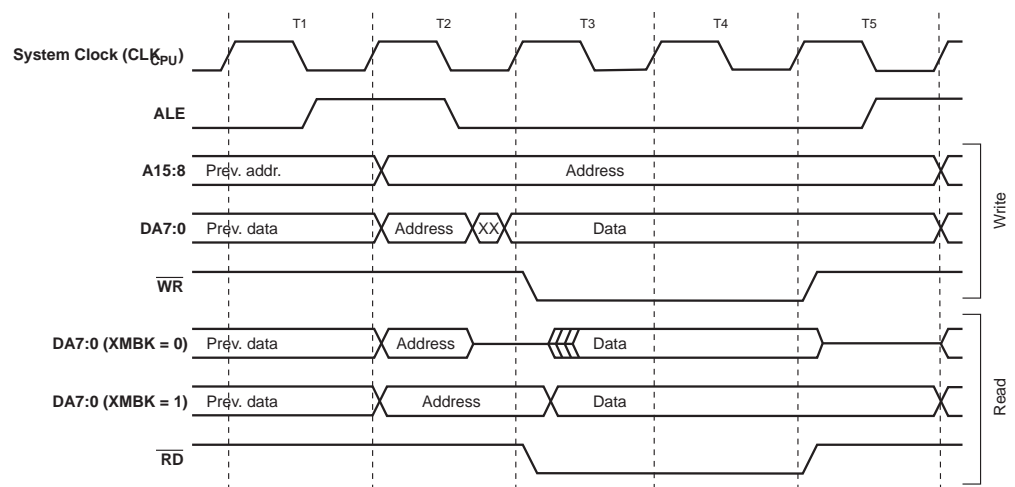 T1 T2 T3 T4 T5
System Clock (CLKCPU)
ALE
A15:8 Prev. addr. Address
DA7:0 Prev. data Address XX Data
WR
Write
DA7:0 (XMBK = 0) Prev. data Address Data
DA7:0 (XMBK = 1) Prev. data Address Data
RD
Read